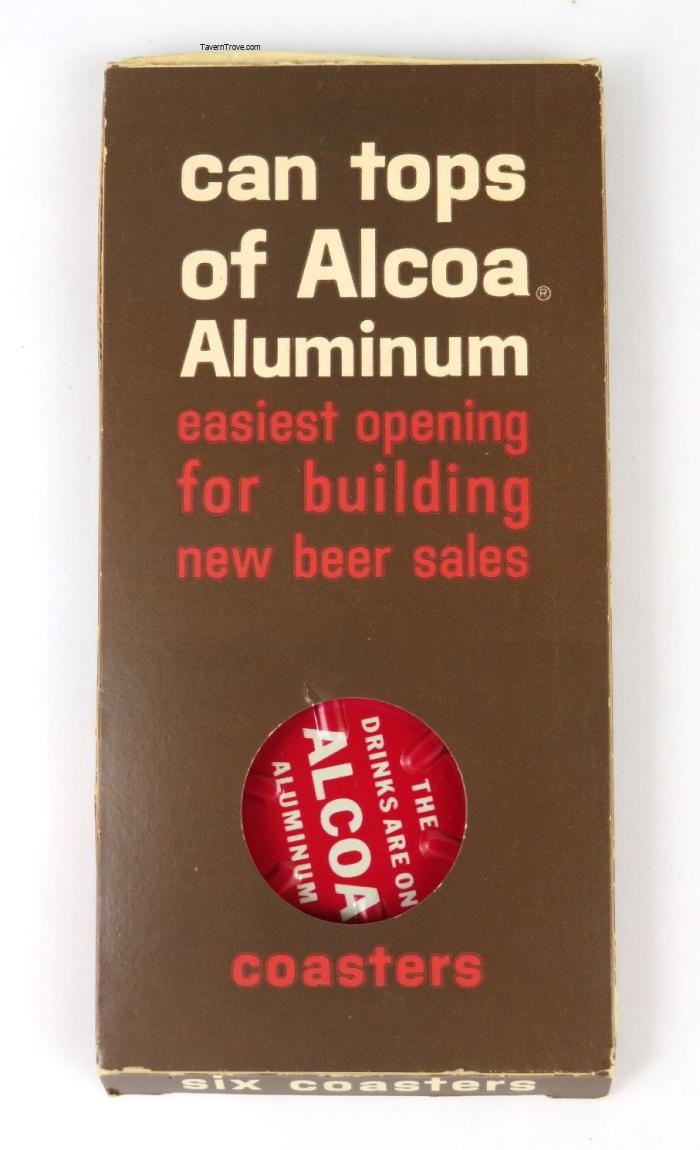 TavernTrove.com
can tops
of Alcoa®
Aluminum
easiest opening
for building
new beer sales
THE
DRINKS ARE ON
ALCOA
ALUMINUM
coasters
six coasters